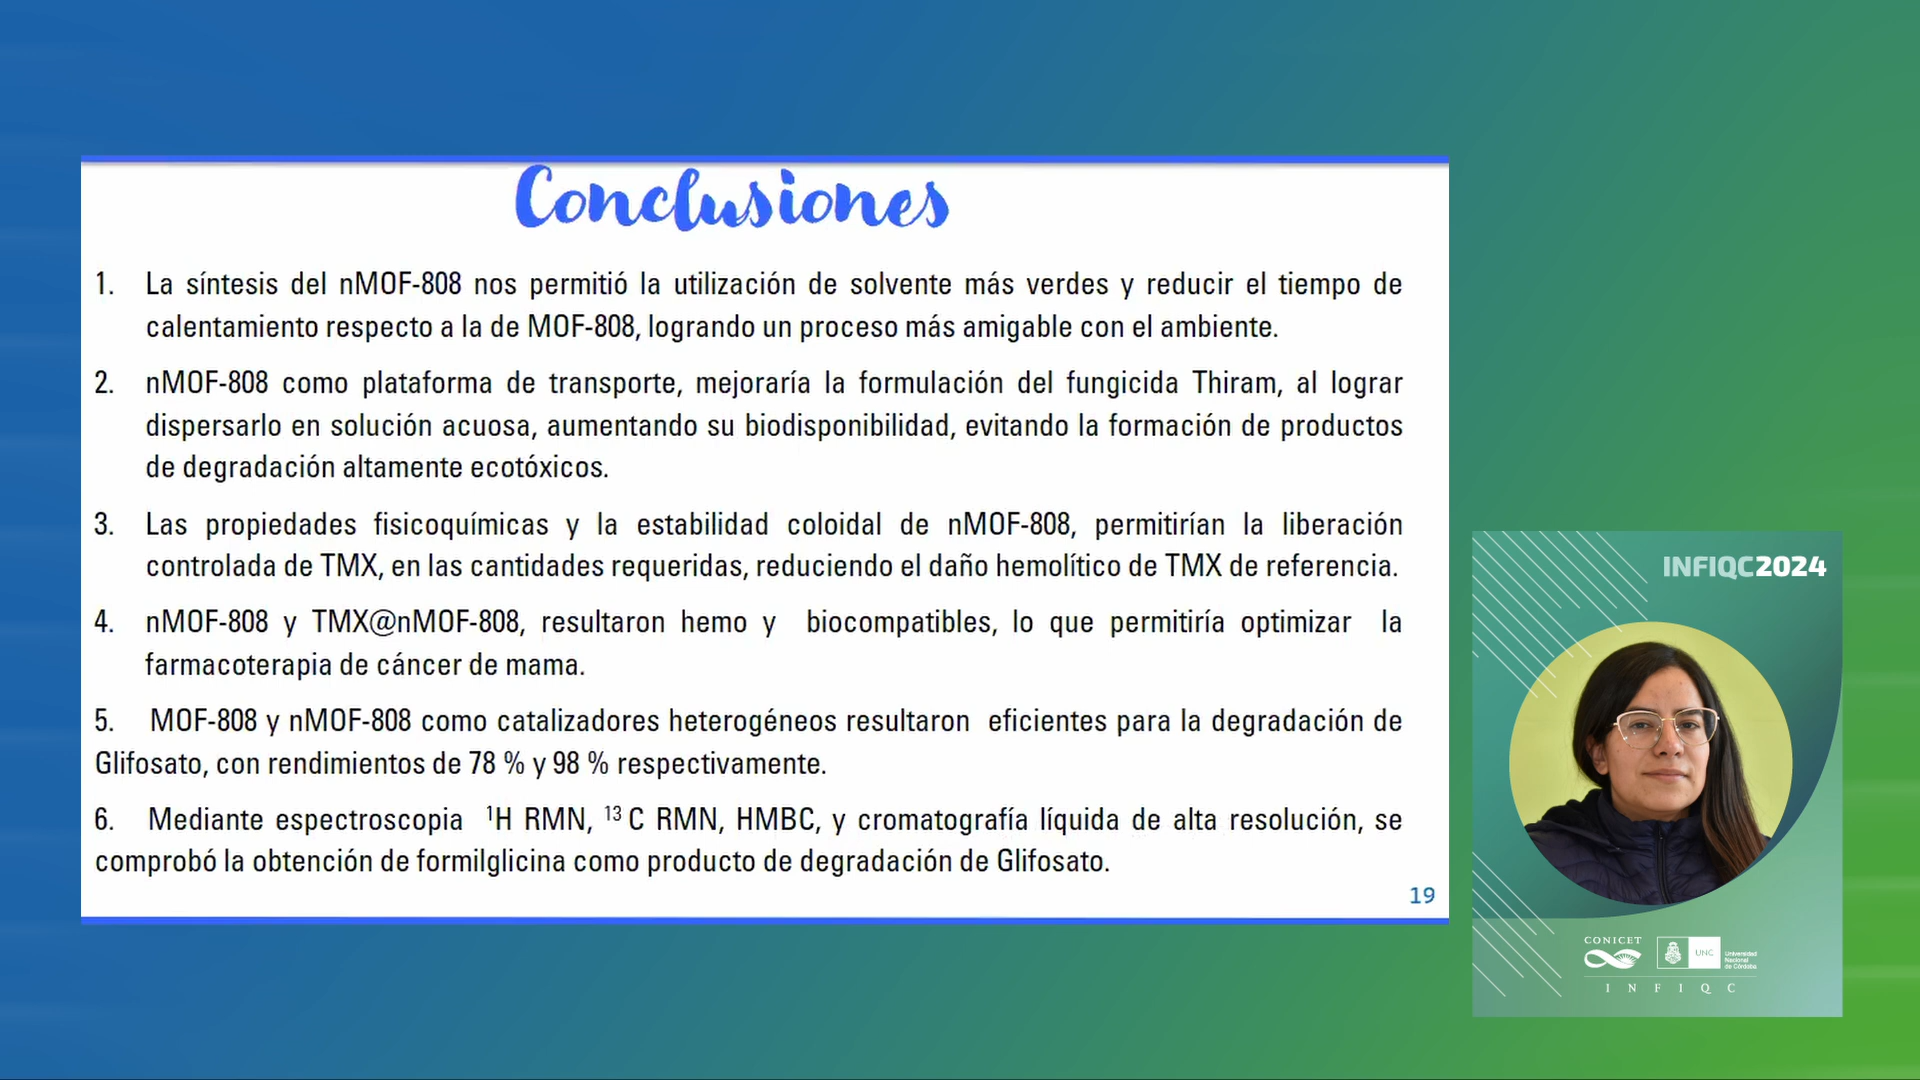 Conclusiones
1. La síntesis del nMOF-808 nos permitió la utilización de solvente más verdes y reducir el tiempo de
calentamiento respecto a la de MOF-808, logrando un proceso más amigable con el ambiente.
2. nMOF-808 como plataforma de transporte, mejoraría la formulación del fungicida Thiram, al lograr
dispersarlo en solución acuosa, aumentando su biodisponibilidad, evitando la formación de productos
de degradación altamente ecotóxicos.
3. Las propiedades fisicoquímicas y la estabilidad coloidal de nMOF-808, permitirían la liberación
controlada de TMX, en las cantidades requeridas, reduciendo el daño hemolítico de TMX de referencia.
4. nMOF-808 y TMX@nMOF-808, resultaron hemo y biocompatibles, lo que permitiría optimizar la
farmacoterapia de cáncer de mama.
5. MOF-808 y nMOF-808 como catalizadores heterogéneos resultaron eficientes para la degradación de
Glifosato, con rendimientos de 78 % y 98 % respectivamente.
6. Mediante espectroscopia ¹H RMN, ¹³ C RMN, HMBC, y cromatografía líquida de alta resolución, se
comprobó la obtención de formilglicina como producto de degradación de Glifosato.
19
INFIQC2024
CONICET
UNC
Universidad
Nacional
de Córdoba
INFIQC